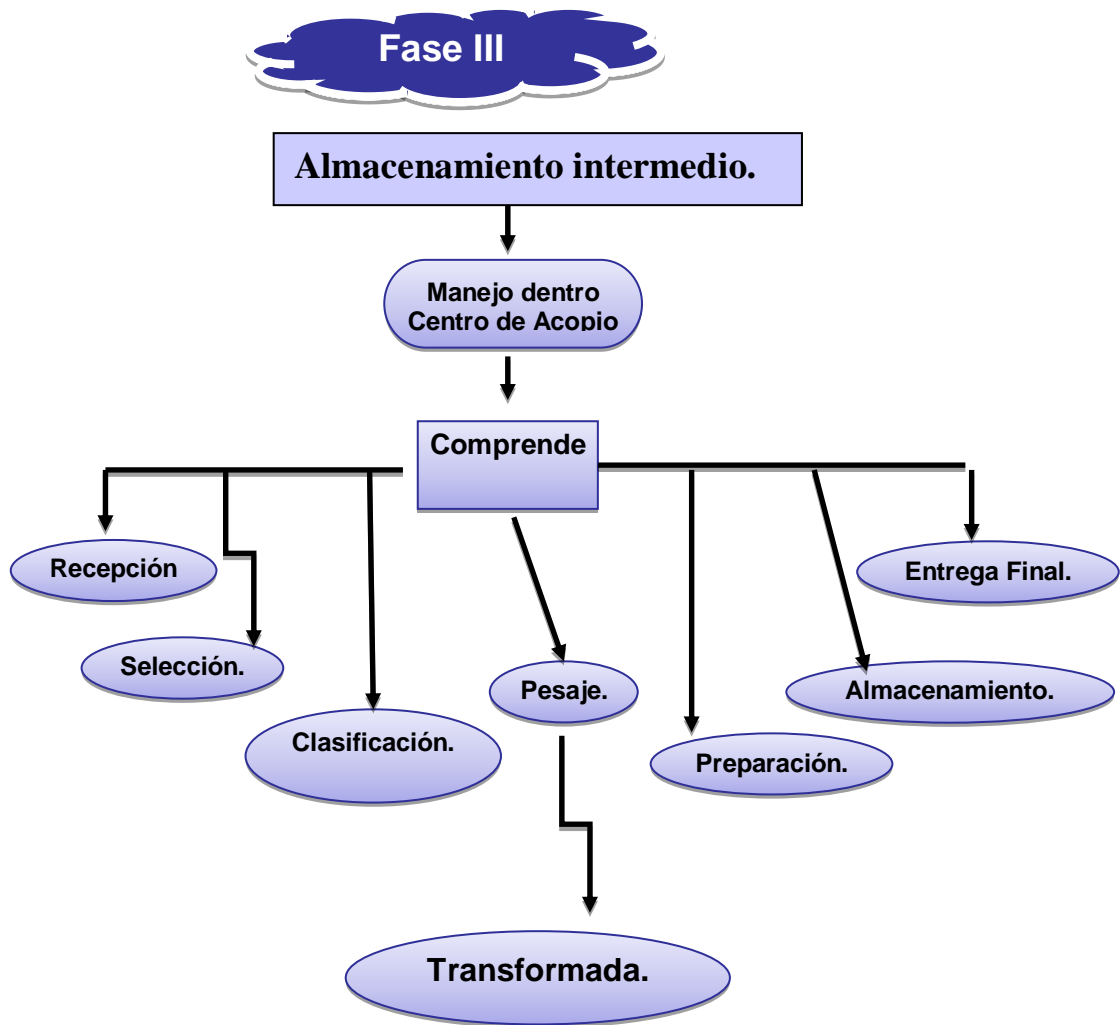 Fase III
Almacenamiento intermedio.
Manejo dentro
Centro de Acopio
Comprende
Recepción
Entrega Final.
Selección.
Pesaje.
Almacenamiento.
Clasificación.
Preparación.
Transformada.